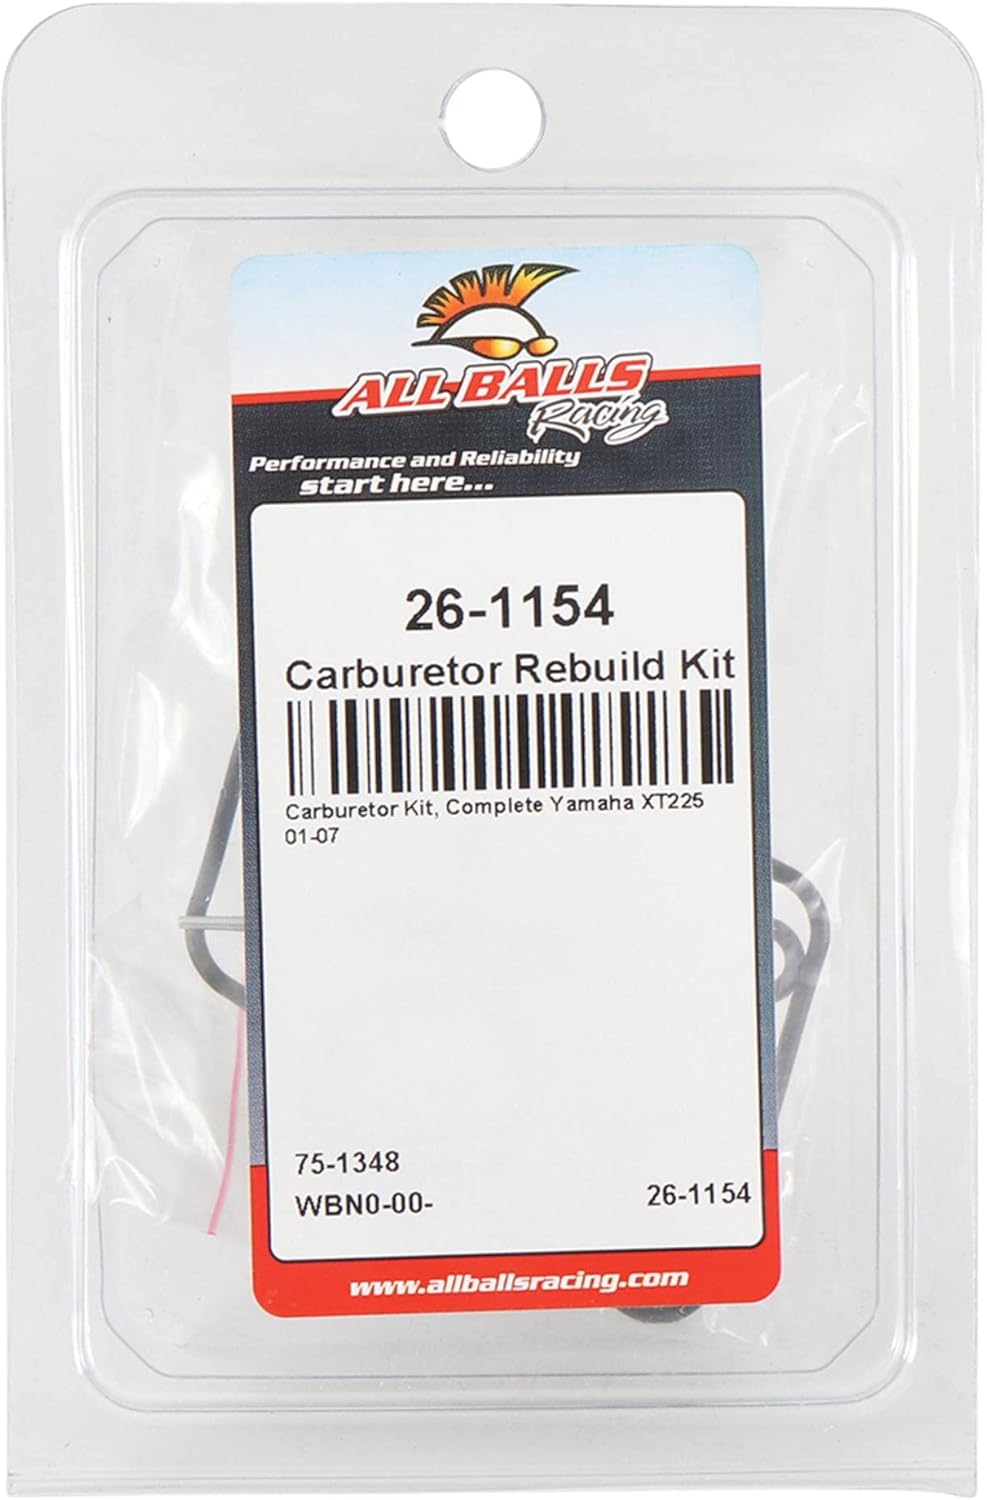 ALL BALLS
Racing
Performance and Reliability
start here...
26-1154
Carburetor Rebuild Kit
Carburetor Kit, Complete Yamaha XT225
01-07
75-1348
WBN0-00-
26-1154
www.allballsracing.com